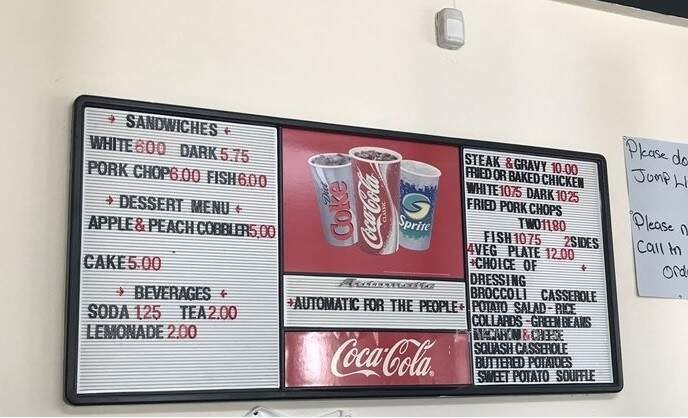 → SANDWICHES ←
WHITE 6.00 DARK 5.75
PORK CHOP 6.00 FISH 6.00
→ DESSERT MENU ←
APPLE & PEACH COBBLER 5,00
CAKE 5.00
→ BEVERAGES ←
SODA 1.25 TEA 2.00
LEMONADE 2.00
Diet Coke
Coca-Cola
CLASSIC
Sprite
Automatic
→AUTOMATIC FOR THE PEOPLE←
Coca-Cola
STEAK & GRAVY 10.00
FRIED OR BAKED CHICKEN
WHITE 10.75 DARK 10.25
FRIED PORK CHOPS
TWO 11.80
FISH 10.75 2 SIDES
4 VEG PLATE 12.00
→CHOICE OF ←
DRESSING
BROCCOLI CASSEROLE
POTATO SALAD - RICE
COLLARDS - GREEN BEANS
MACARONI & CHEESE
SQUASH CASSEROLE
BUTTERED POTATOES
SWEET POTATO SOUFFLE
Please do
Jump Li
Please n
Call In
Orde